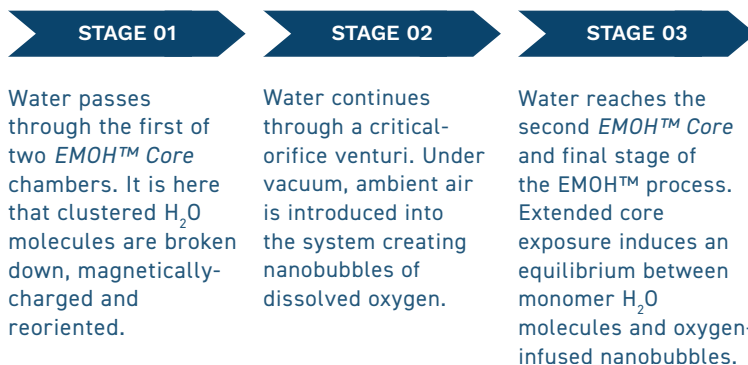 STAGE 01
Water passes
through the first of
two EMOH™ Core
chambers. It is here
that clustered H₂O
molecules are broken
down, magnetically-
charged and
reoriented.
STAGE 02
Water continues
through a critical-
orifice venturi. Under
vacuum, ambient air
is introduced into
the system creating
nanobubbles of
dissolved oxygen.
STAGE 03
Water reaches the
second EMOH™ Core
and final stage of
the EMOH™ process.
Extended core
exposure induces an
equilibrium between
monomer H₂O
molecules and oxygen-
infused nanobubbles.